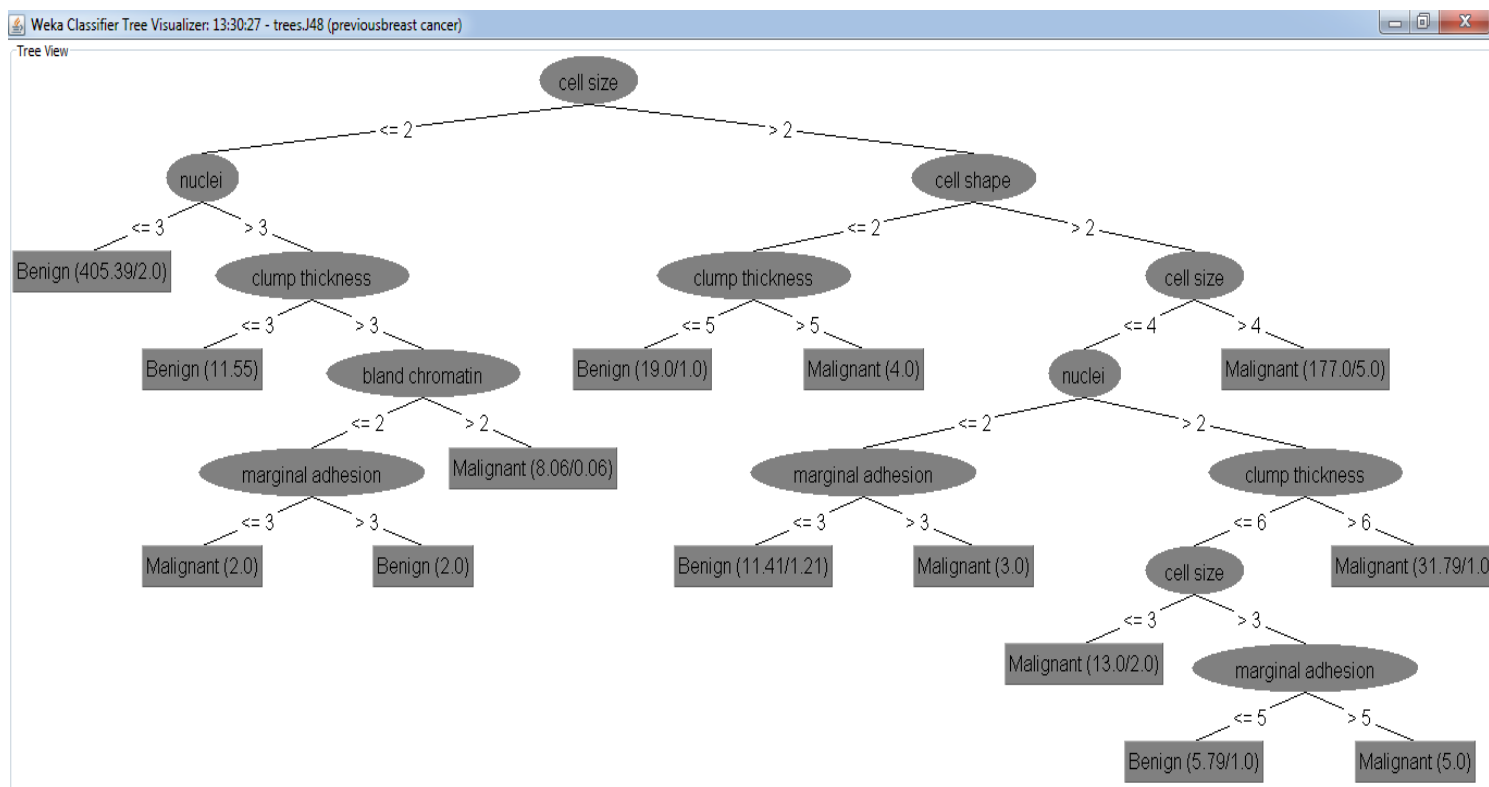 Weka Classifier Tree Visualizer: 13:30:27 - trees.J48 (previousbreast cancer)
Tree View
cell size
<= 2 > 2
nuclei cell shape
<= 3 > 3 <= 2 > 2
Benign (405.39/2.0) clump thickness clump thickness cell size
<= 3 > 3 <= 5 > 5 <= 4 > 4
Benign (11.55) bland chromatin Benign (19.0/1.0) Malignant (4.0) nuclei Malignant (177.0/5.0)
<= 2 > 2 <= 2 > 2
marginal adhesion Malignant (8.06/0.06) marginal adhesion clump thickness
<= 3 > 3 <= 3 > 3 <= 6 > 6
Malignant (2.0) Benign (2.0) Benign (11.41/1.21) Malignant (3.0) cell size Malignant (31.79/1.0
<= 3 > 3
Malignant (13.0/2.0) marginal adhesion
<= 5 > 5
Benign (5.79/1.0) Malignant (5.0)